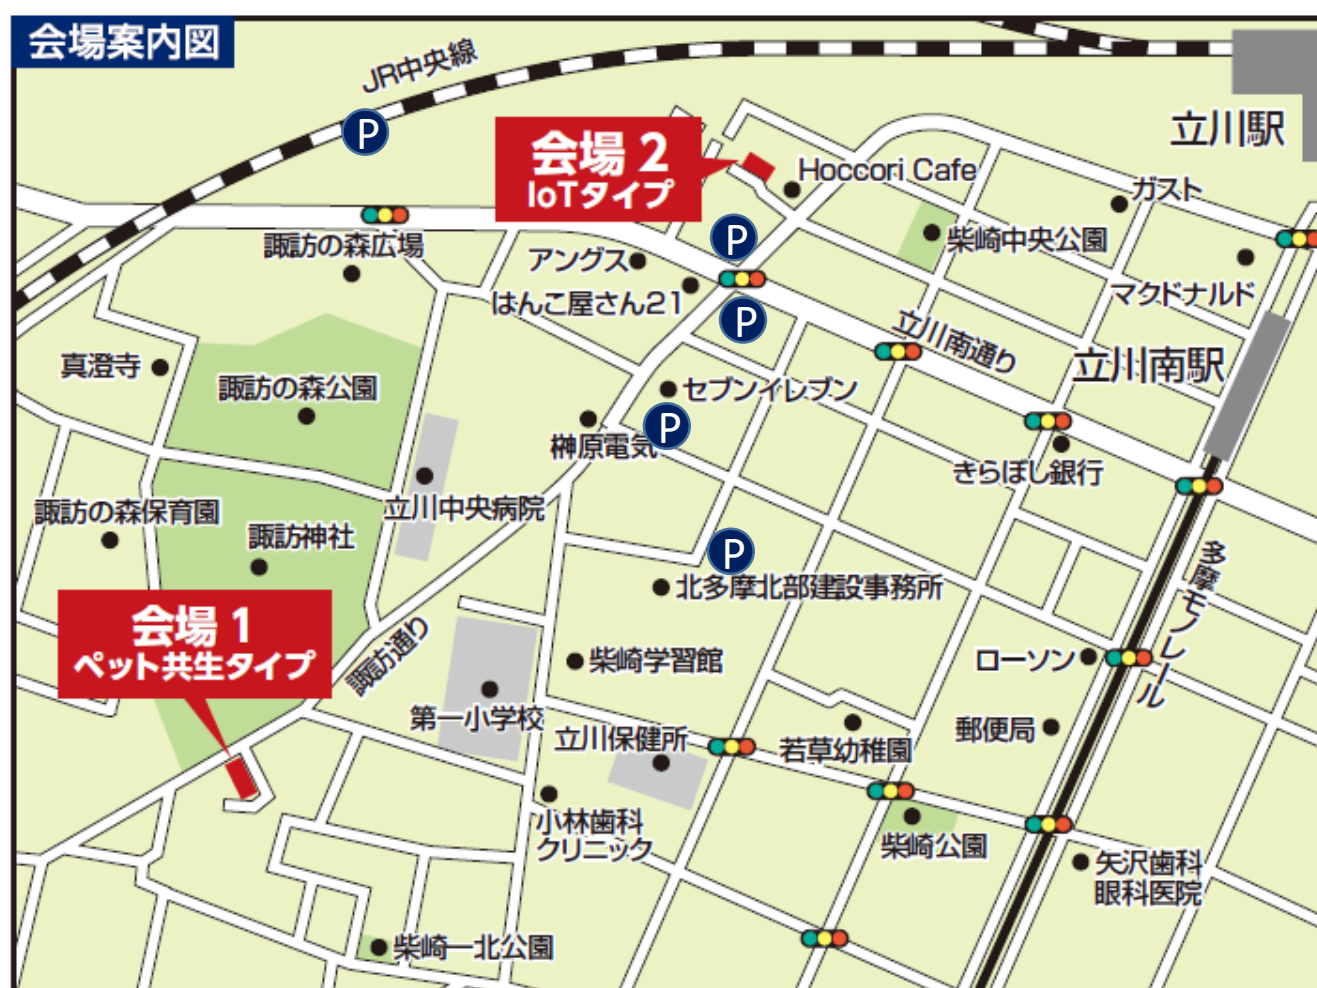 会場案内図
JR中央線
P
立川駅
会場 2
IoTタイプ
Hoccori Cafe
ガスト
諏訪の森広場
アングス
P
柴崎中央公園
はんこ屋さん21
P
マクドナルド
立川南通り
立川南駅
真澄寺
諏訪の森公園
セブンイレブン
P
榊原電気
きらぼし銀行
立川中央病院
諏訪の森保育園
諏訪神社
P
北多摩北部建設事務所
多摩モノレール
会場 1
ペット共生タイプ
諏訪通り
柴崎学習館
ローソン
第一小学校
立川保健所
若草幼稚園
郵便局
小林歯科
クリニック
柴崎公園
矢沢歯科
眼科医院
柴崎一北公園